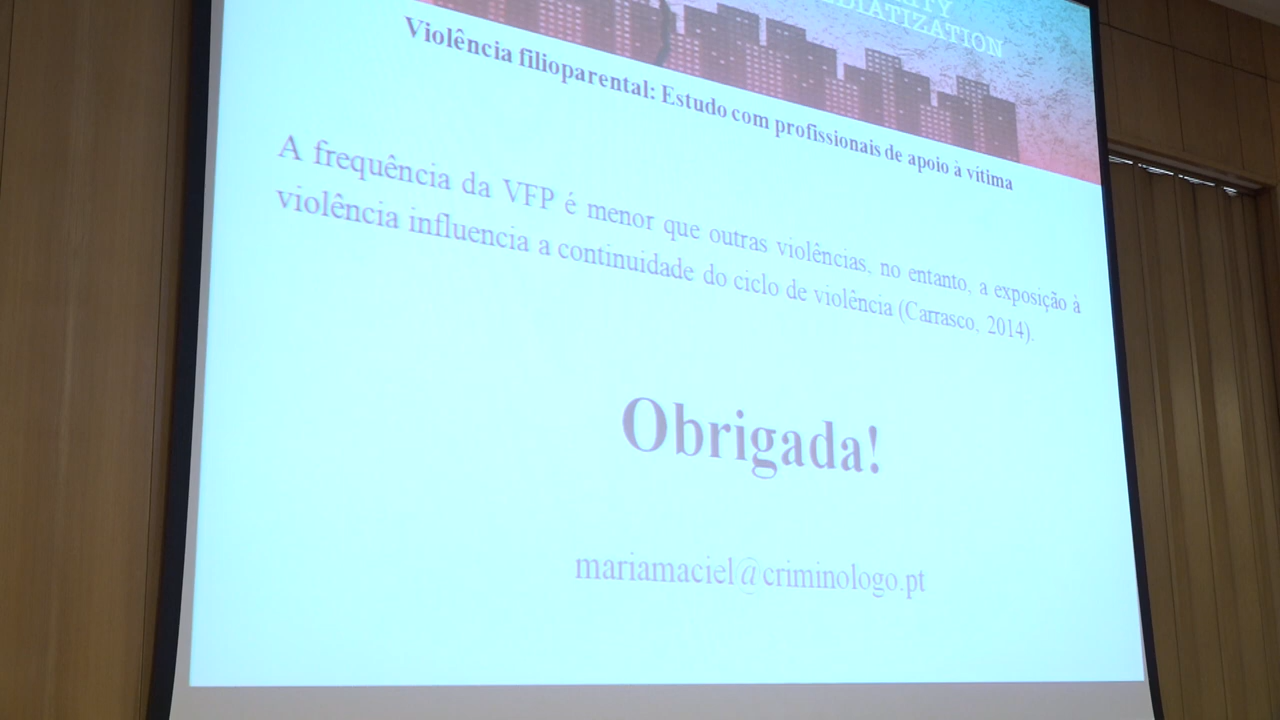 MEDIATIZATION
Violência filioparental: Estudo com profissionais de apoio à vítima
A frequência da VFP é menor que outras violências, no entanto, a exposição à
violência influencia a continuidade do ciclo de violência (Carrasco, 2014).
Obrigada!
mariamaciel@criminologo.pt